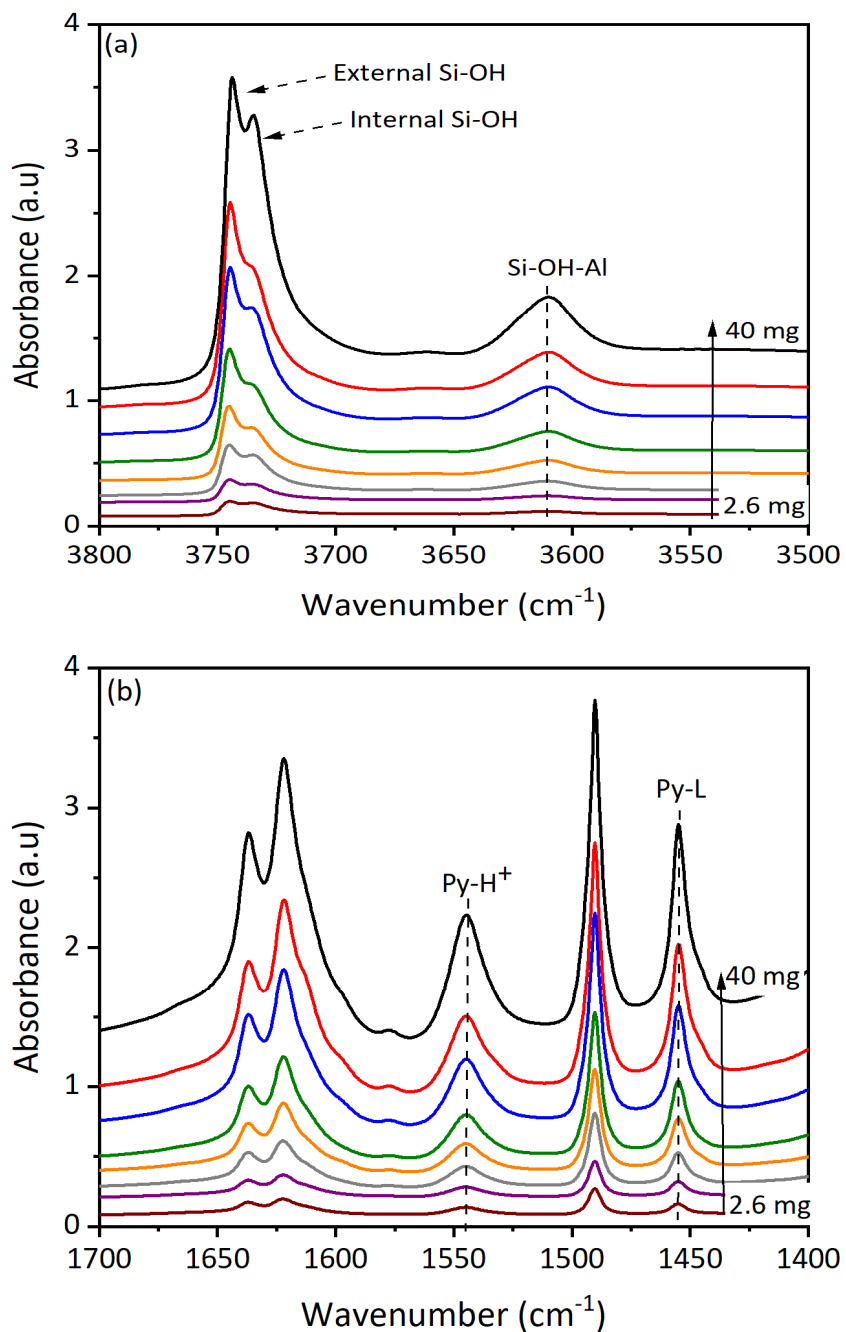 (a)
External Si-OH
Internal Si-OH
Si-OH-Al
40 mg
2.6 mg
Absorbance (a.u)
4
3
2
1
0
3800 3750 3700 3650 3600 3550 3500
Wavenumber (cm⁻¹)
(b)
Py-H⁺
Py-L
40 mg
2.6 mg
Absorbance (a.u)
4
3
2
1
0
1700 1650 1600 1550 1500 1450 1400
Wavenumber (cm⁻¹)